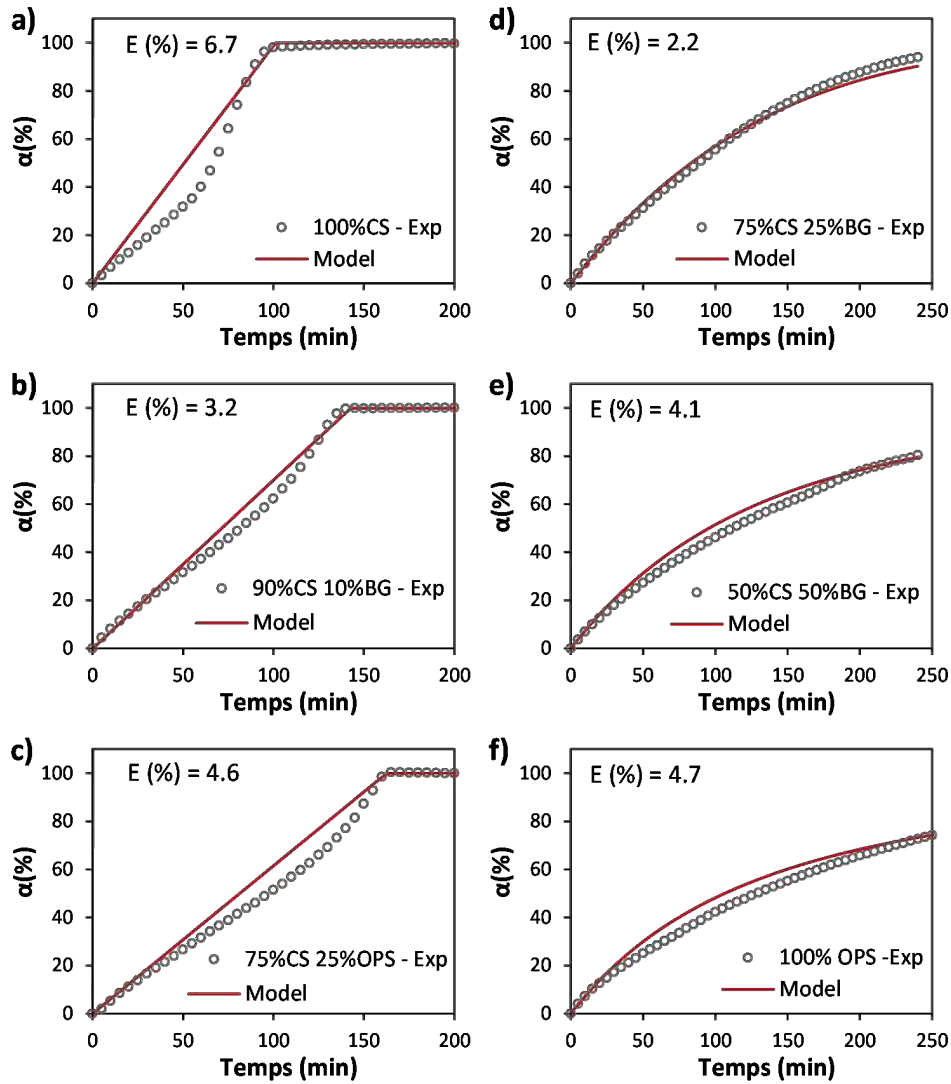 a)
E (%) = 6.7
α(%)
100
80
60
40
20
0
100%CS - Exp
Model
0 50 100 150 200
Temps (min)
b)
E (%) = 3.2
α(%)
100
80
60
40
20
0
90%CS 10%BG - Exp
Model
0 50 100 150 200
Temps (min)
c)
E (%) = 4.6
α(%)
100
80
60
40
20
0
75%CS 25%OPS - Exp
Model
0 50 100 150 200
Temps (min)
d)
E (%) = 2.2
α(%)
100
80
60
40
20
0
75%CS 25%BG - Exp
Model
0 50 100 150 200 250
Temps (min)
e)
E (%) = 4.1
α(%)
100
80
60
40
20
0
50%CS 50%BG - Exp
Model
0 50 100 150 200 250
Temps (min)
f)
E (%) = 4.7
α(%)
100
80
60
40
20
0
100% OPS -Exp
Model
0 50 100 150 200 250
Temps (min)